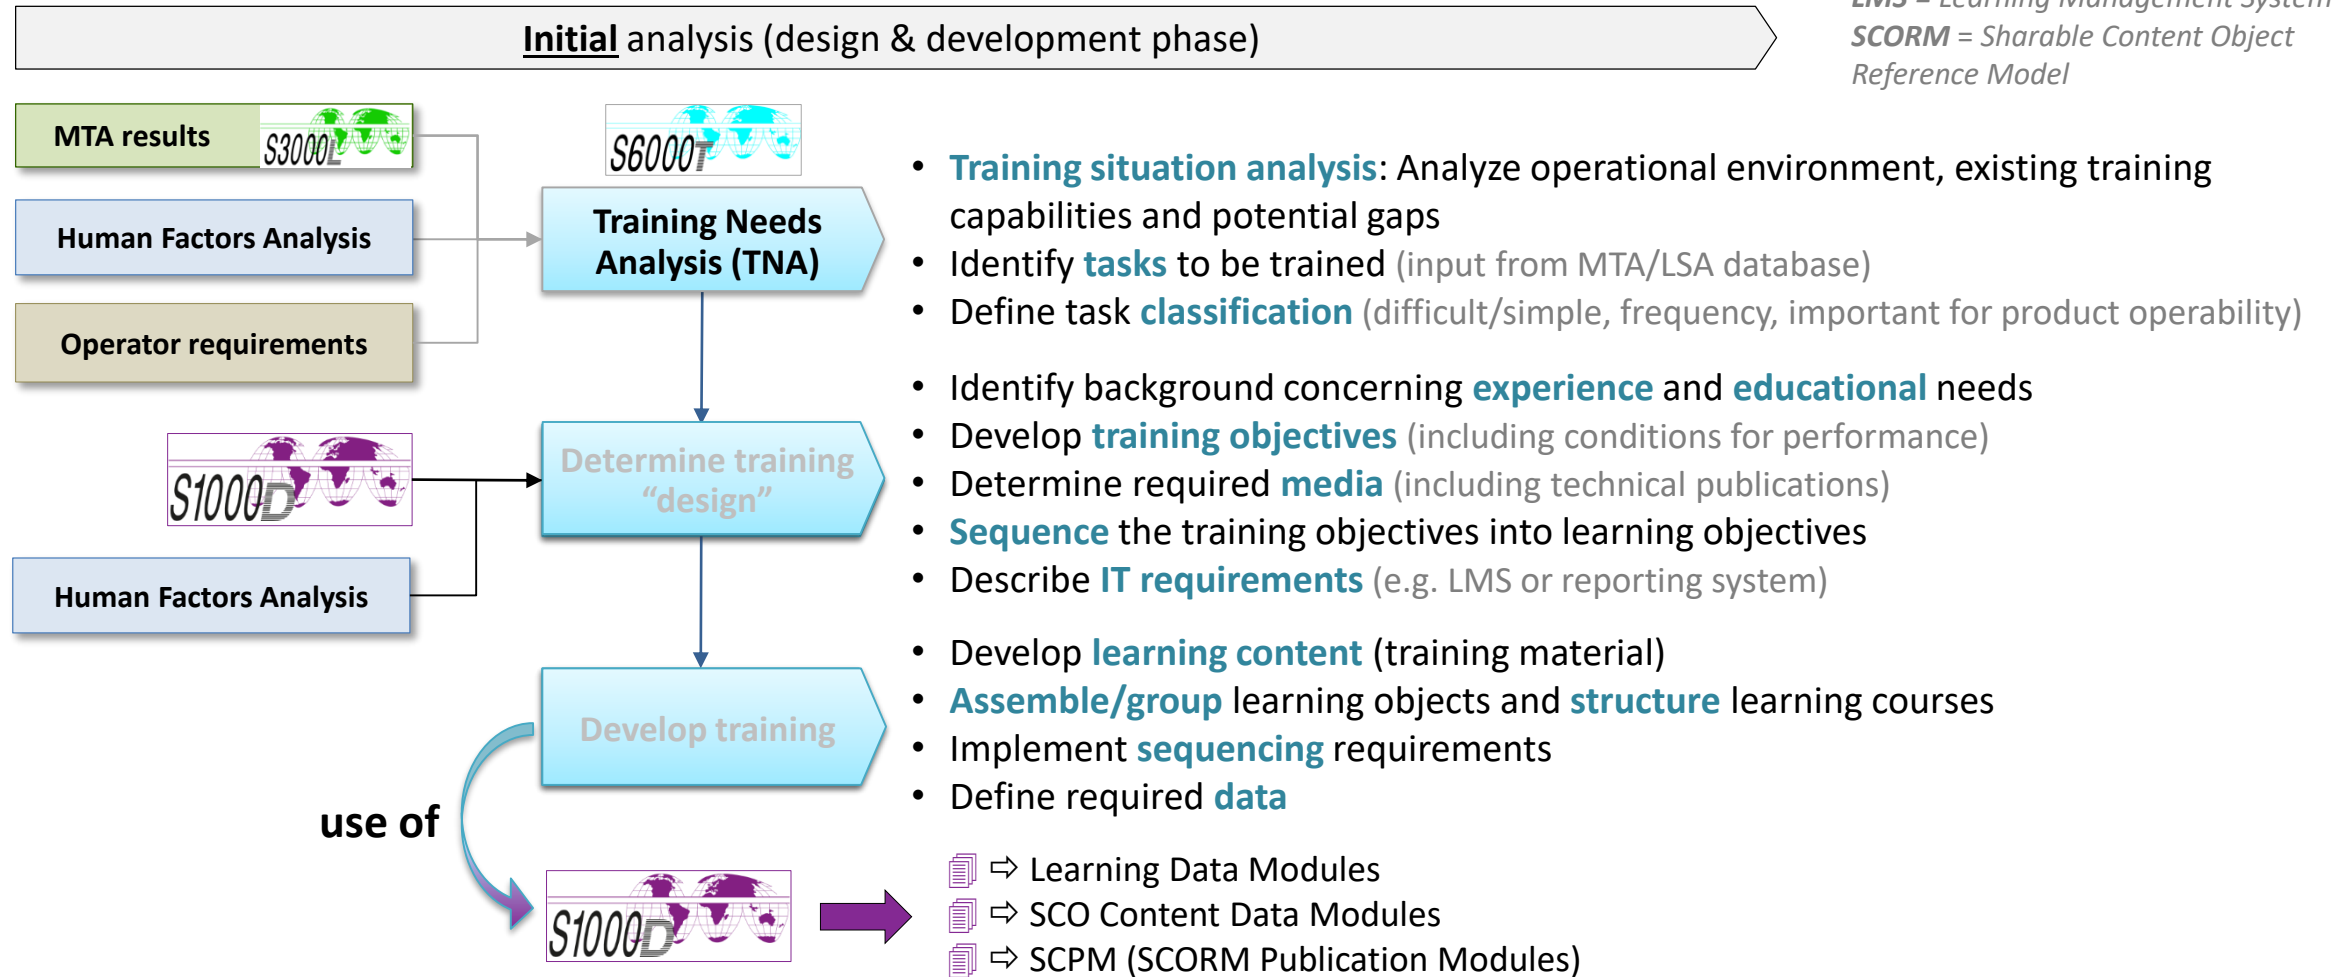 LMS = Learning Management System
Initial analysis (design & development phase)
SCORM = Sharable Content Object
Reference Model
MTA results
S3000L
S6000T
Human Factors Analysis
Training Needs
Analysis (TNA)
Operator requirements
• Training situation analysis: Analyze operational environment, existing training
capabilities and potential gaps
• Identify tasks to be trained (input from MTA/LSA database)
• Define task classification (difficult/simple, frequency, important for product operability)
S1000D
Human Factors Analysis
Determine training
“design”
• Identify background concerning experience and educational needs
• Develop training objectives (including conditions for performance)
• Determine required media (including technical publications)
• Sequence the training objectives into learning objectives
• Describe IT requirements (e.g. LMS or reporting system)
Develop training
• Develop learning content (training material)
• Assemble/group learning objects and structure learning courses
• Implement sequencing requirements
• Define required data
use of
S1000D
⇨ Learning Data Modules
⇨ SCO Content Data Modules
⇨ SCPM (SCORM Publication Modules)